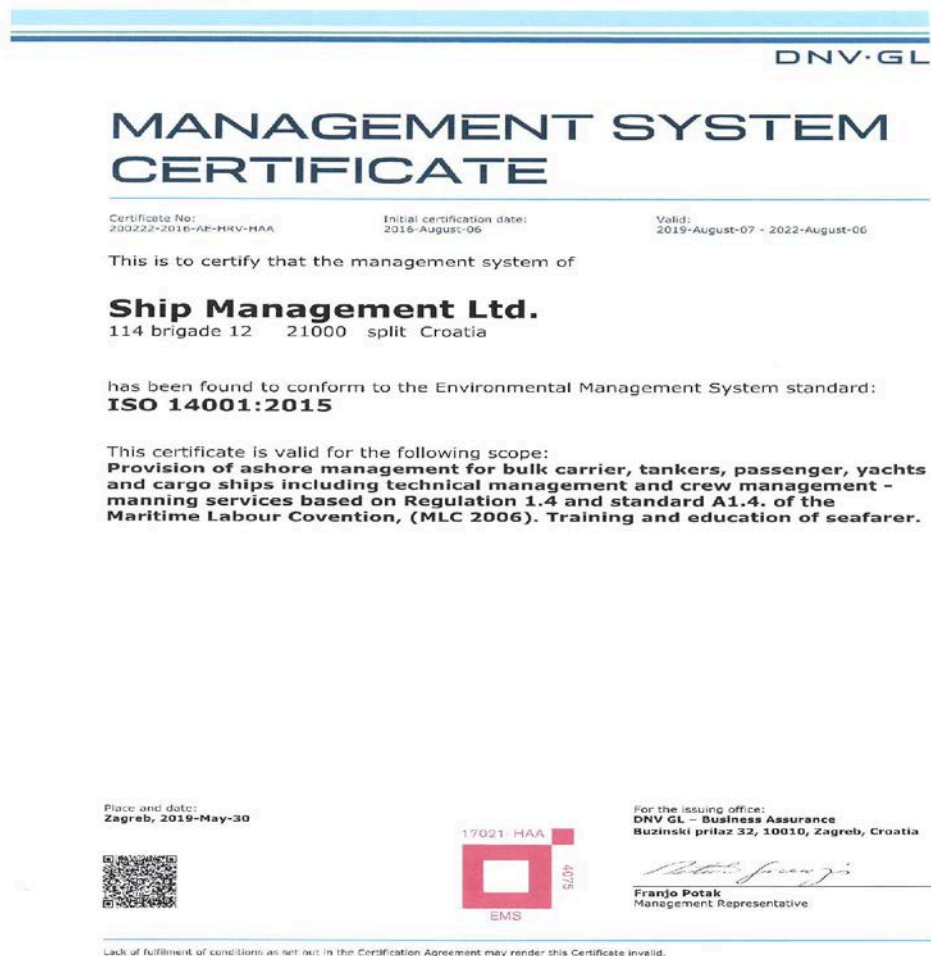 DNV·GL
MANAGEMENT SYSTEM
CERTIFICATE
Certificate No:
200222-2016-AE-HRV-HAA
Initial certification date:
2016-August-06
Valid:
2019-August-07 - 2022-August-06
This is to certify that the management system of
Ship Management Ltd.
114 brigade 12 21000 split Croatia
has been found to conform to the Environmental Management System standard:
ISO 14001:2015
This certificate is valid for the following scope:
Provision of ashore management for bulk carrier, tankers, passenger, yachts
and cargo ships including technical management and crew management -
manning services based on Regulation 1.4 and standard A1.4. of the
Maritime Labour Covention, (MLC 2006). Training and education of seafarer.
Place and date:
Zagreb, 2019-May-30
17021- HAA
4075
EMS
For the issuing office:
DNV GL – Business Assurance
Buzinski prilaz 32, 10010, Zagreb, Croatia
Franjo Potak
Management Representative
Lack of fulfilment of conditions as set out in the Certification Agreement may render this Certificate invalid.